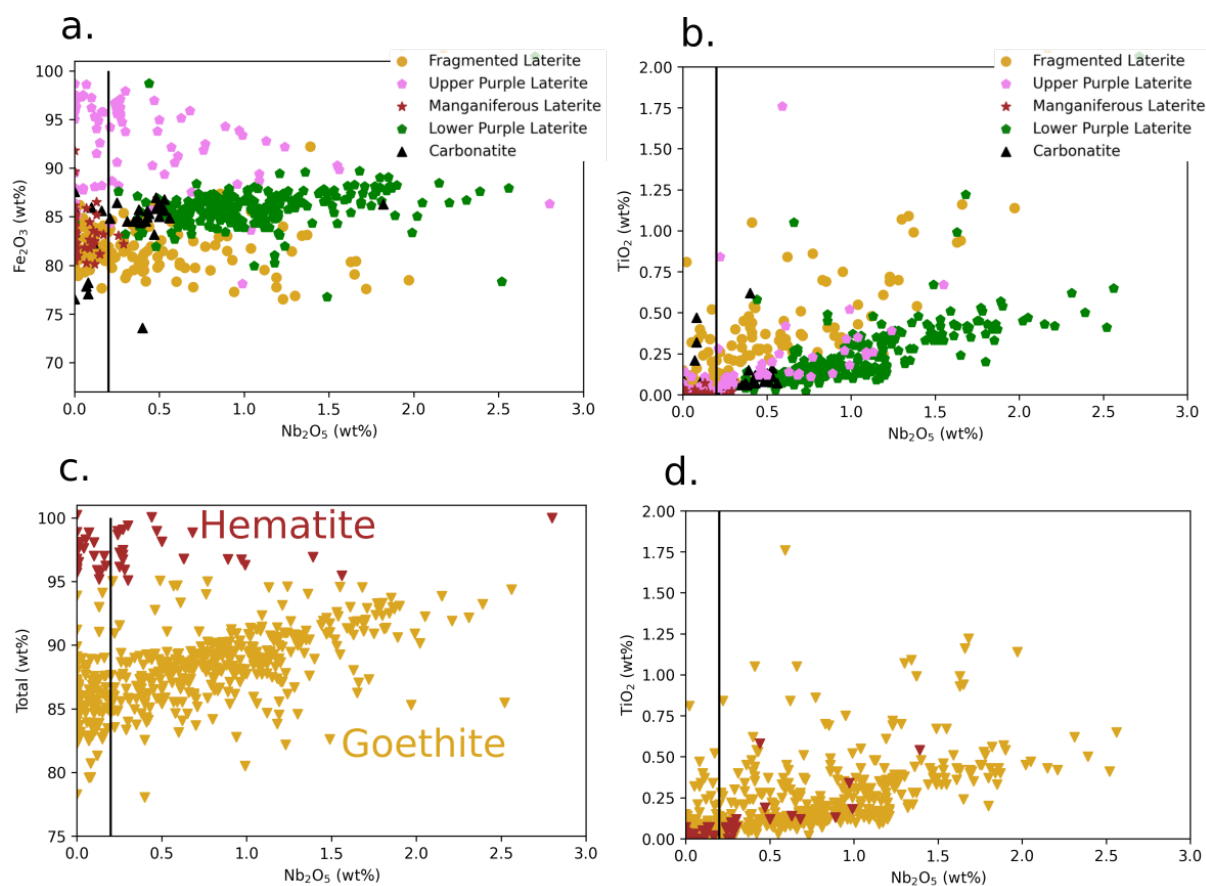 a.
Fragmented Laterite
Upper Purple Laterite
Manganiferous Laterite
Lower Purple Laterite
Carbonatite
100
95
90
85
80
75
70
Fe₂O₃ (wt%)
0.0 0.5 1.0 1.5 2.0 2.5 3.0
Nb₂O₅ (wt%)
b.
Fragmented Laterite
Upper Purple Laterite
Manganiferous Laterite
Lower Purple Laterite
Carbonatite
2.00
1.75
1.50
1.25
1.00
0.75
0.50
0.25
0.00
TiO₂ (wt%)
0.0 0.5 1.0 1.5 2.0 2.5 3.0
Nb₂O₅ (wt%)
c.
Hematite
Goethite
100
95
90
85
80
75
Total (wt%)
0.0 0.5 1.0 1.5 2.0 2.5 3.0
Nb₂O₅ (wt%)
d.
2.00
1.75
1.50
1.25
1.00
0.75
0.50
0.25
0.00
TiO₂ (wt%)
0.0 0.5 1.0 1.5 2.0 2.5 3.0
Nb₂O₅ (wt%)